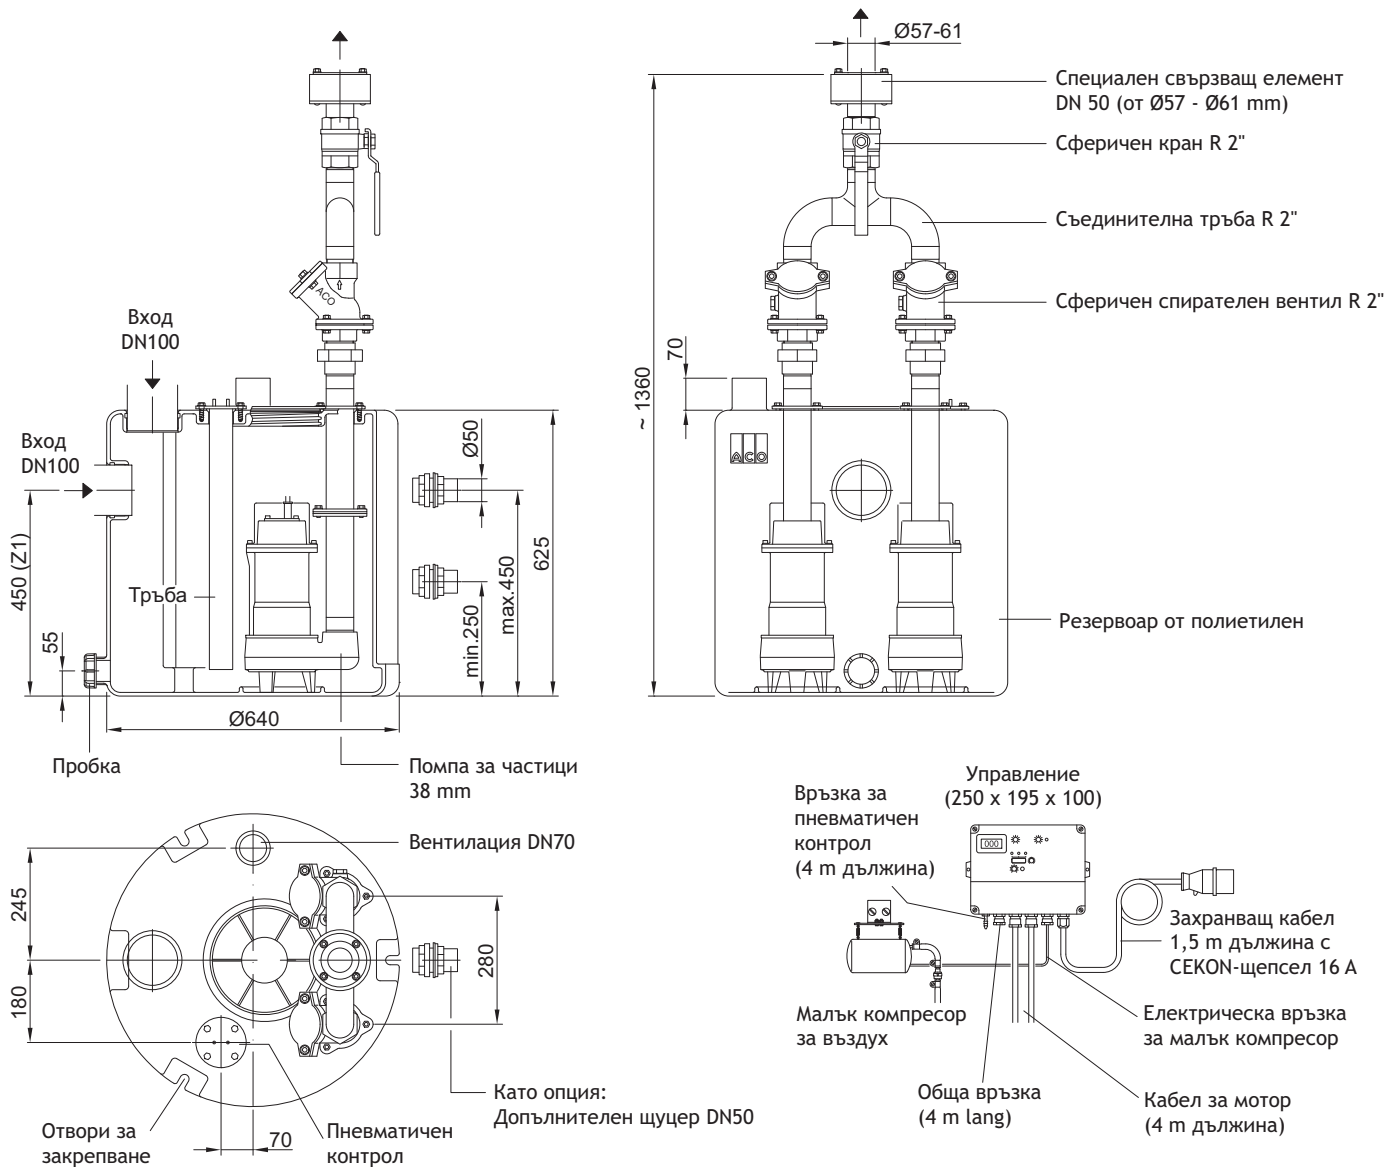 Ø57-61
Специален свързващ елемент
DN 50 (от Ø57 - Ø61 mm)
Сферичен кран R 2"
Съединителна тръба R 2"
Сферичен спирателен вентил R 2"
ACO
Вход
DN100
Вход
DN100
70
~ 1360
Ø50
ACO
450 (Z1)
55
Тръба
min.250
max.450
625
Резервоар от полиетилен
Ø640
Пробка
Помпа за частици
38 mm
Вентилация DN70
245
180
280
70
Като опция:
Допълнителен щуцер DN50
Отвори за
закрепване
Пневматичен
контрол
Управление
(250 x 195 x 100)
Връзка за
пневматичен
контрол
(4 m дължина)
000
Захранващ кабел
1,5 m дължина с
CEKON-щепсел 16 A
Малък компресор
за въздух
Електрическа връзка
за малък компресор
Обща връзка
(4 m lang)
Кабел за мотор
(4 m дължина)